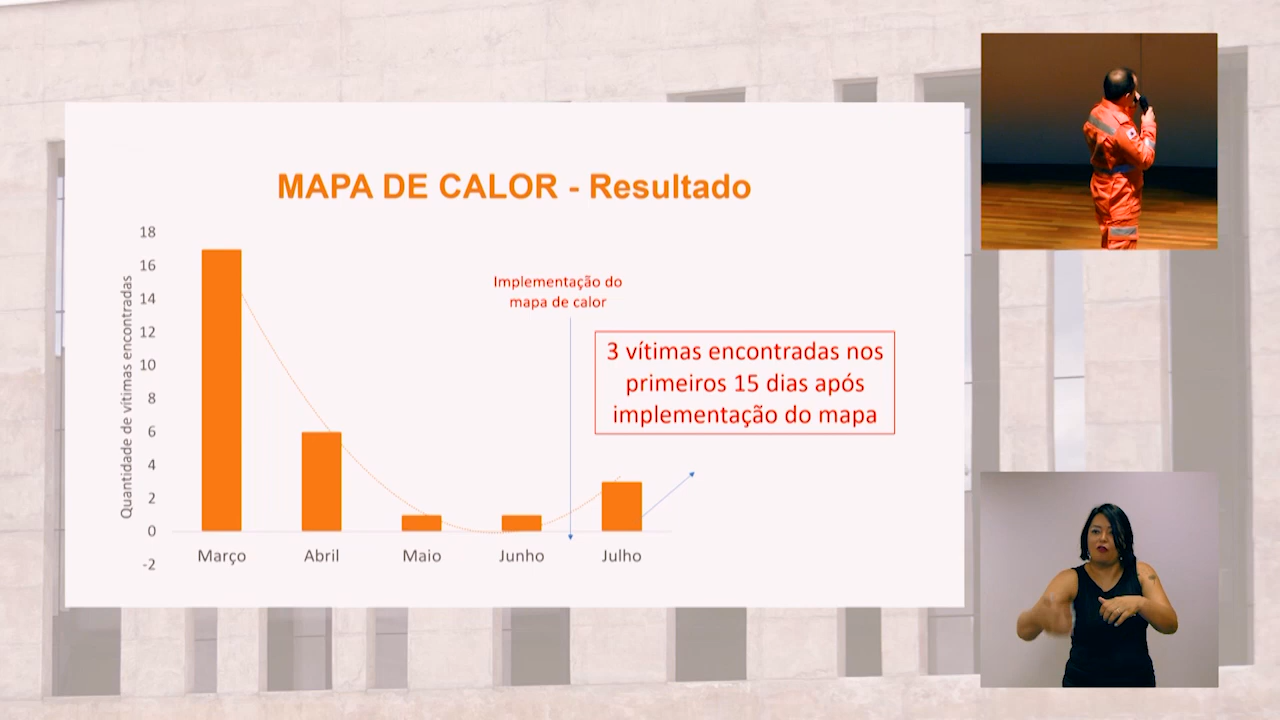 MAPA DE CALOR - Resultado
Quantidade de vítimas encontradas
18
16
14
12
10
8
6
4
2
0
-2
Março
Abril
Maio
Junho
Julho
Implementação do
mapa de calor
3 vítimas encontradas nos
primeiros 15 dias após
implementação do mapa